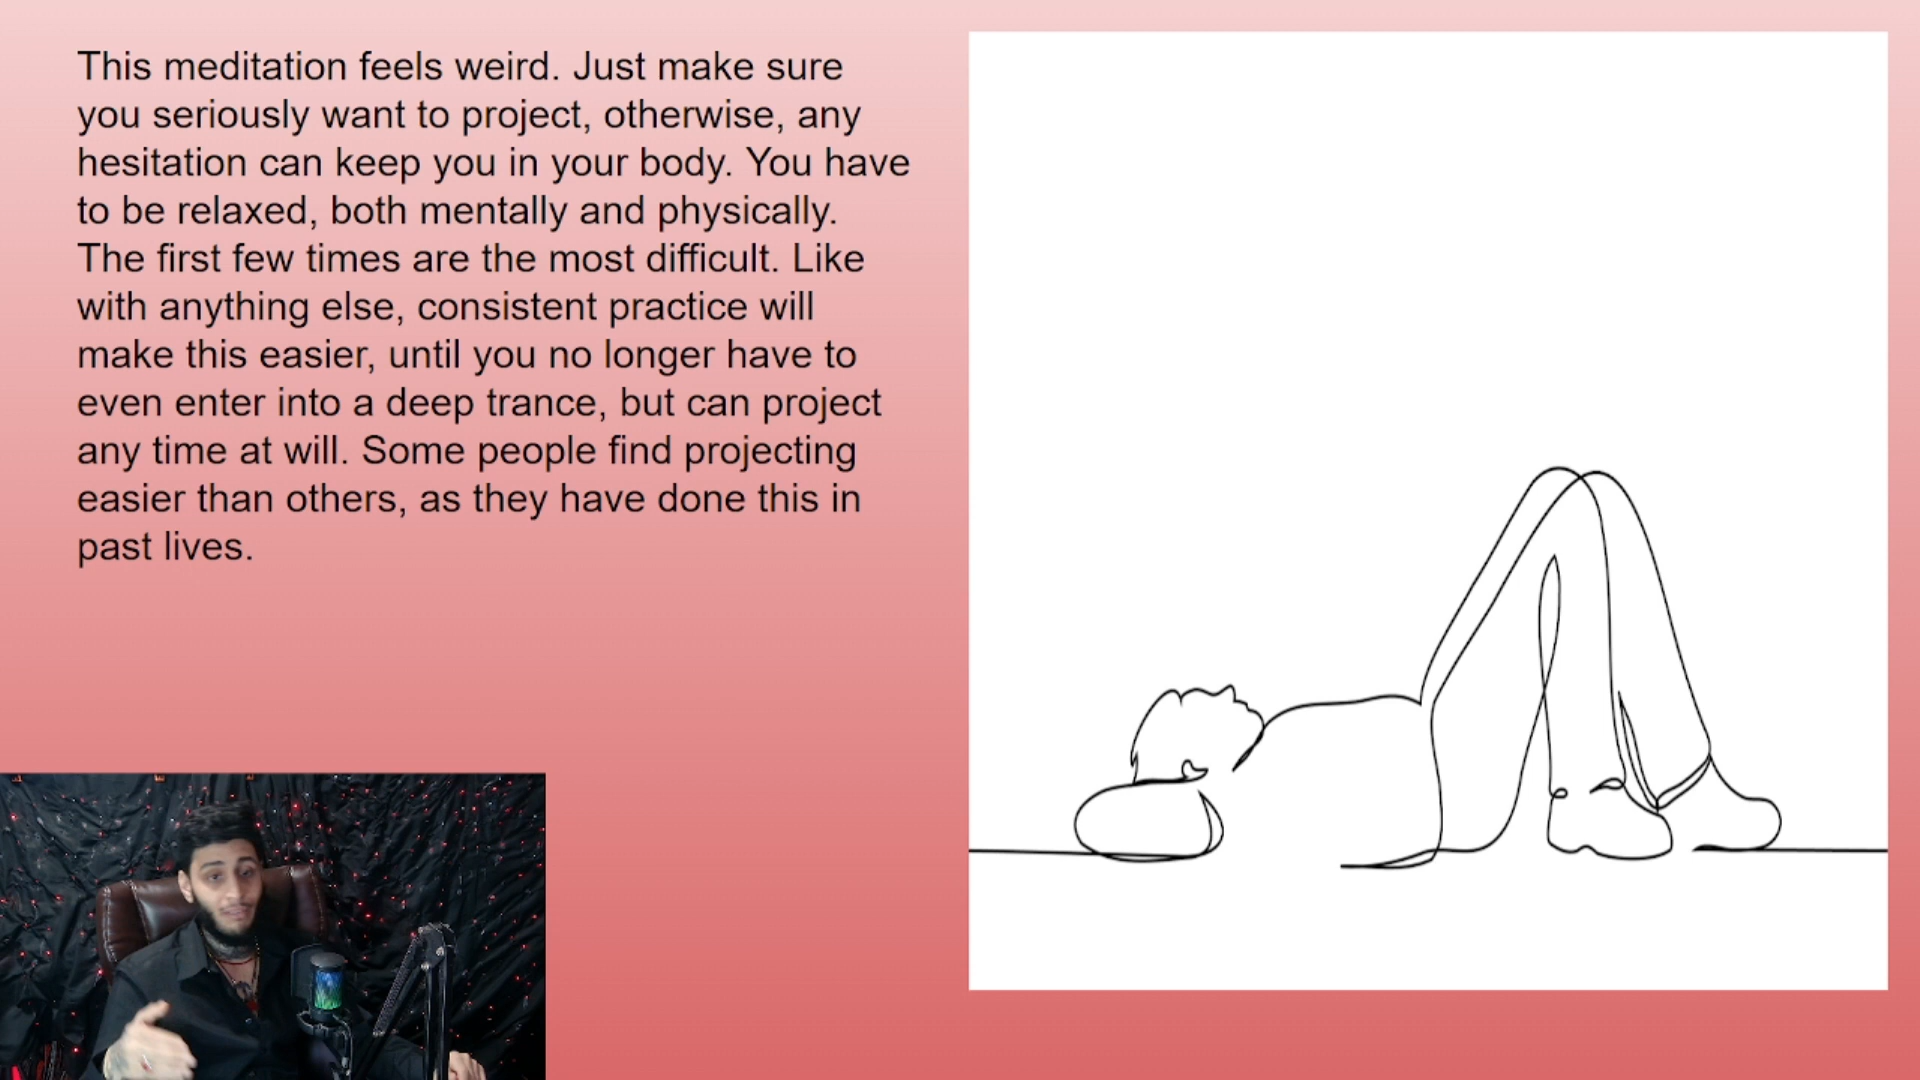 This meditation feels weird. Just make sure
you seriously want to project, otherwise, any
hesitation can keep you in your body. You have
to be relaxed, both mentally and physically.
The first few times are the most difficult. Like
with anything else, consistent practice will
make this easier, until you no longer have to
even enter into a deep trance, but can project
any time at will. Some people find projecting
easier than others, as they have done this in
past lives.